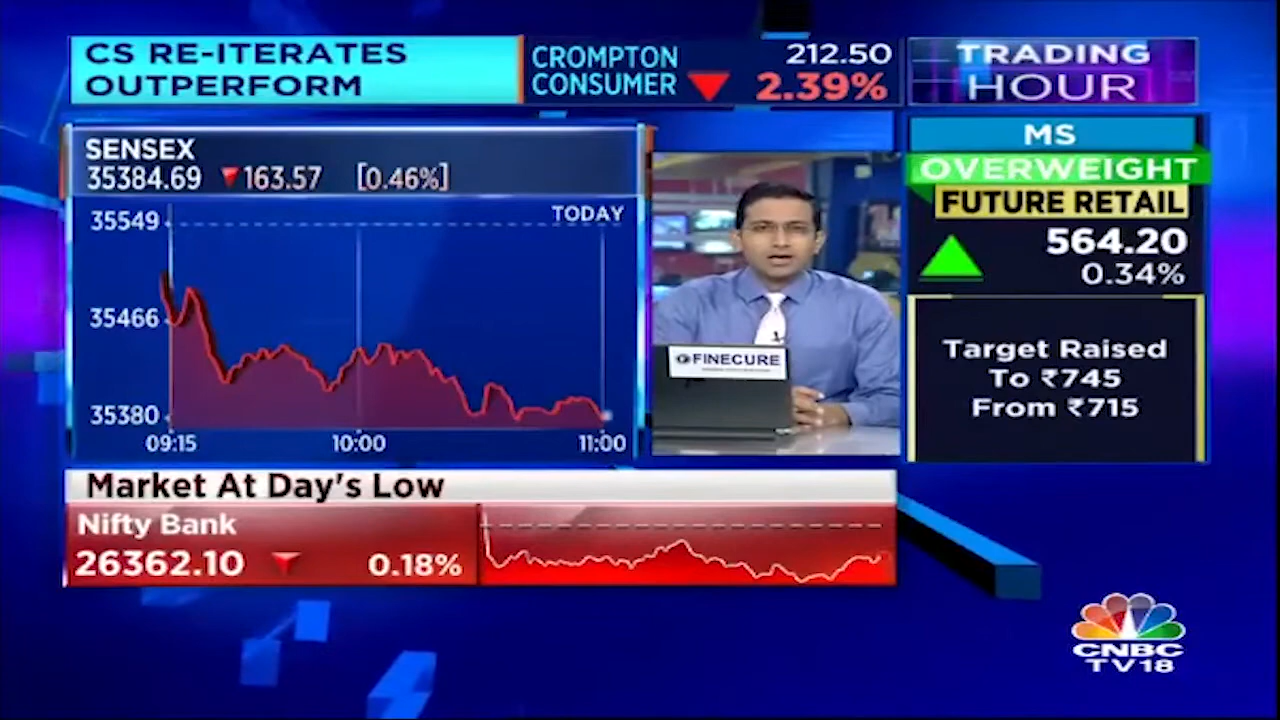 CS RE-ITERATES
OUTPERFORM
CROMPTON
CONSUMER
212.50
2.39%
TRADING
HOUR
SENSEX
35384.69 163.57 [0.46%]
TODAY
35549
35466
35380
09:15 10:00 11:00
FINECURE
MS
OVERWEIGHT
FUTURE RETAIL
564.20
0.34%
Target Raised
To ₹745
From ₹715
Market At Day's Low
Nifty Bank
26362.10 0.18%
CNBC
TV18